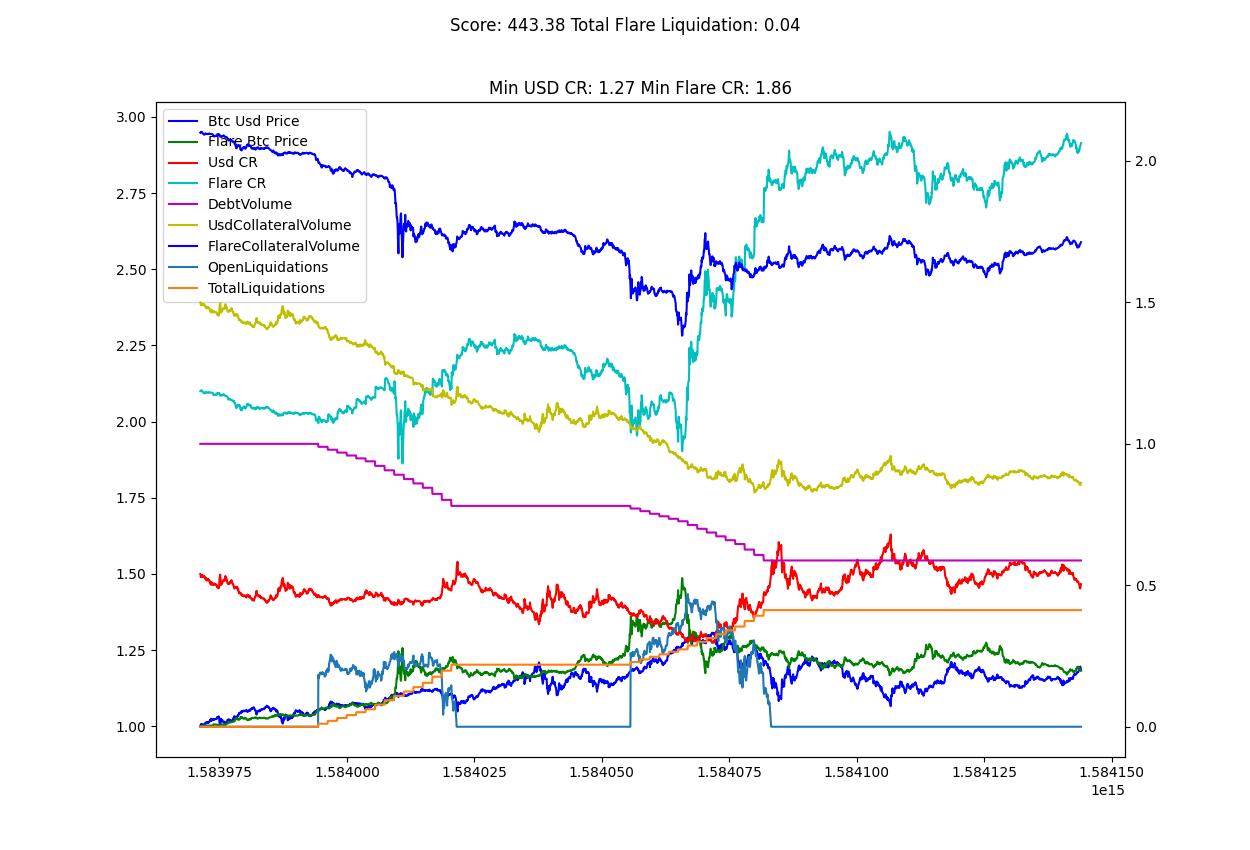 Score: 443.38 Total Flare Liquidation: 0.04
Min USD CR: 1.27 Min Flare CR: 1.86
Btc Usd Price
Flare Btc Price
Usd CR
Flare CR
DebtVolume
UsdCollateralVolume
FlareCollateralVolume
OpenLiquidations
TotalLiquidations
3.00
2.75
2.50
2.25
2.00
1.75
1.50
1.25
1.00
2.0
1.5
1.0
0.5
0.0
1.583975 1.584000 1.584025 1.584050 1.584075 1.584100 1.584125 1.584150
1e15